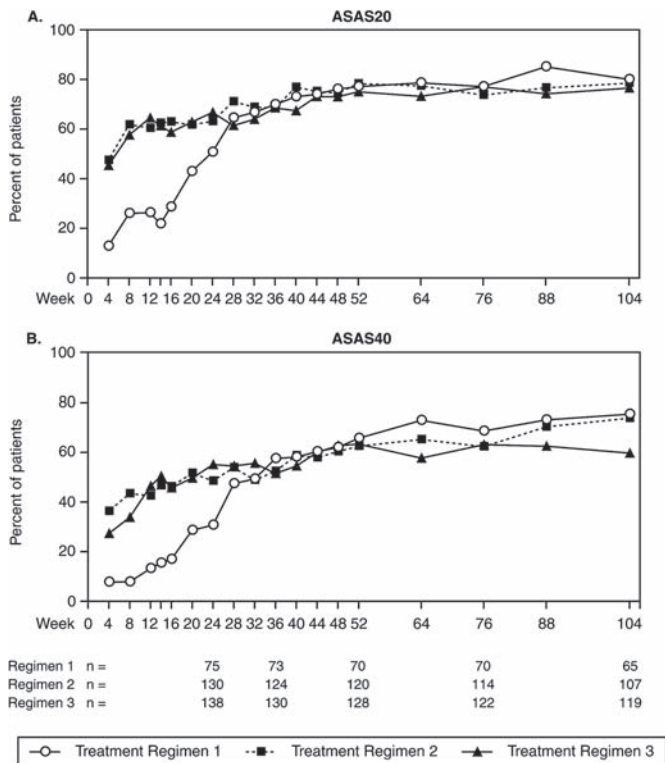 A. ASAS20
100
80
60
40
20
0
Percent of patients
Week 0 4 8 12 16 20 24 28 32 36 40 44 48 52 64 76 88 104
B. ASAS40
100
80
60
40
20
0
Percent of patients
Week 0 4 8 12 16 20 24 28 32 36 40 44 48 52 64 76 88 104
Regimen 1 n = 75 73 70 70 65
Regimen 2 n = 130 124 120 114 107
Regimen 3 n = 138 130 128 122 119
Treatment Regimen 1 Treatment Regimen 2 Treatment Regimen 3